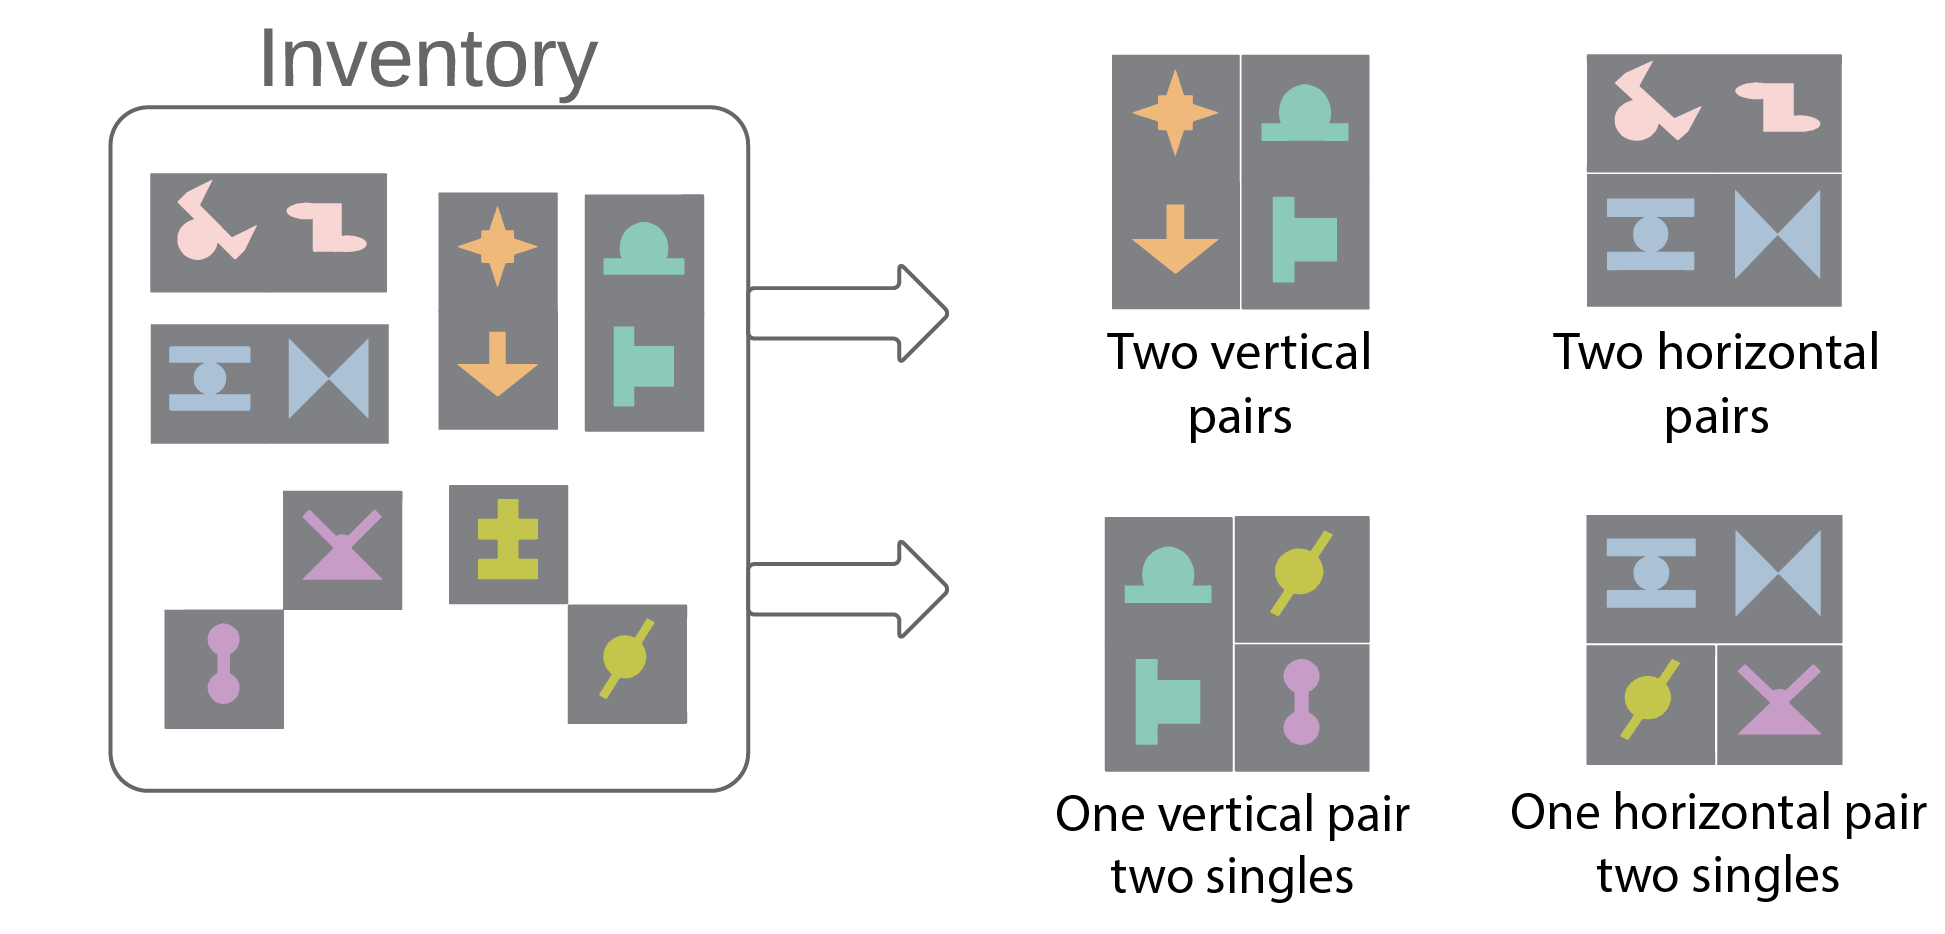 Inventory
Two vertical
pairs
Two horizontal
pairs
One vertical pair
two singles
One horizontal pair
two singles